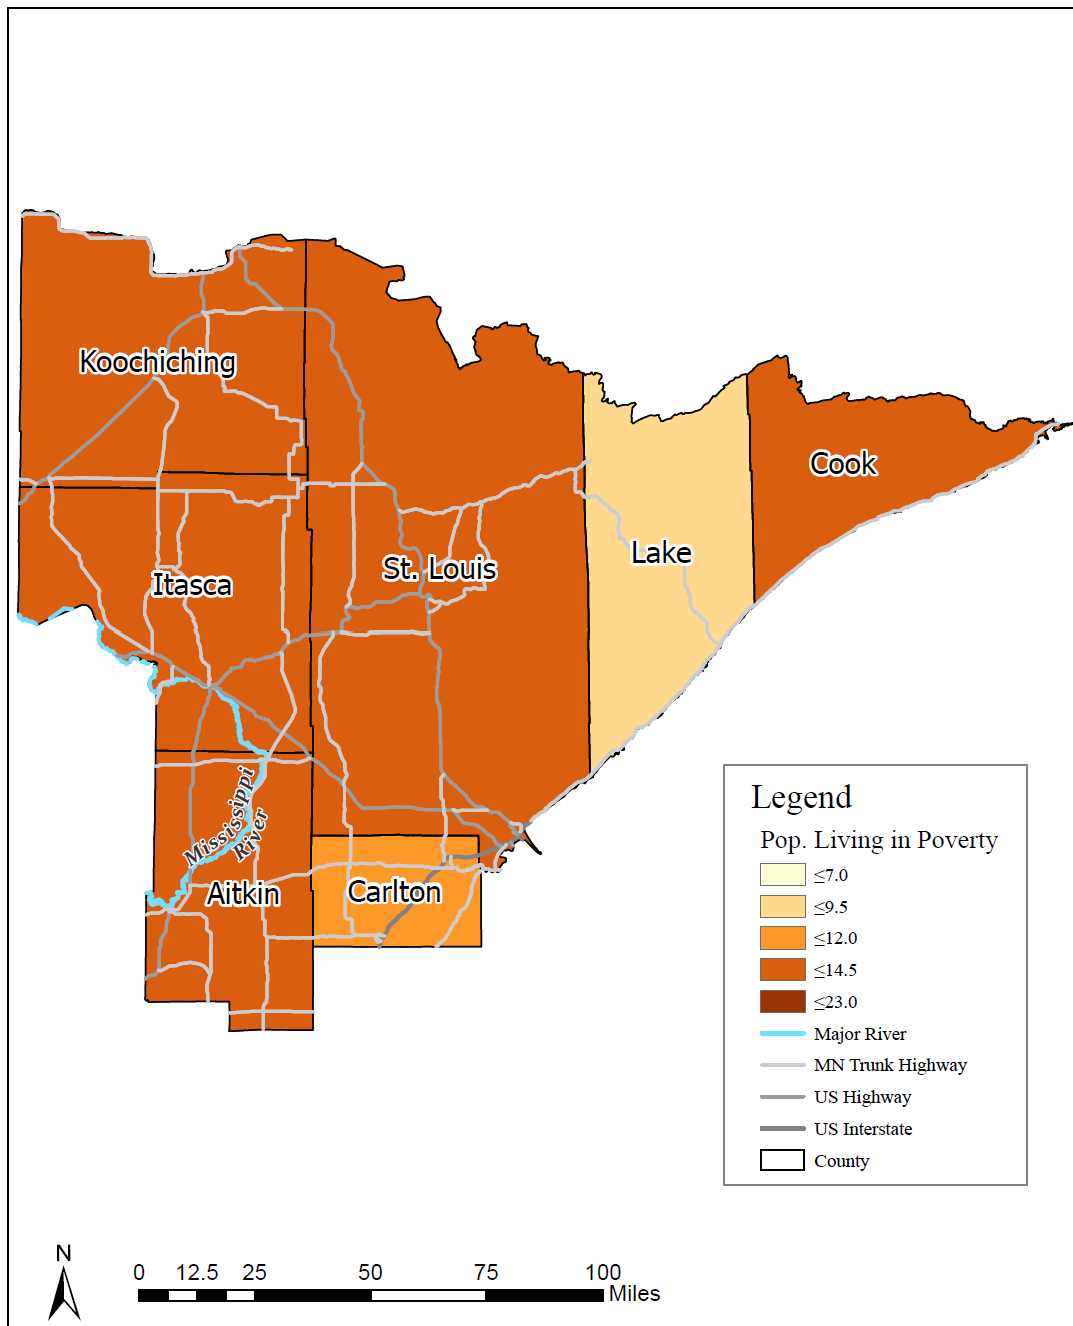 Koochiching
Cook
Lake
St. Louis
Itasca
Mississippi
River
Aitkin
Carlton
Legend
Pop. Living in Poverty
≤7.0
≤9.5
≤12.0
≤14.5
≤23.0
Major River
MN Trunk Highway
US Highway
US Interstate
County
N
0 12.5 25 50 75 100
Miles